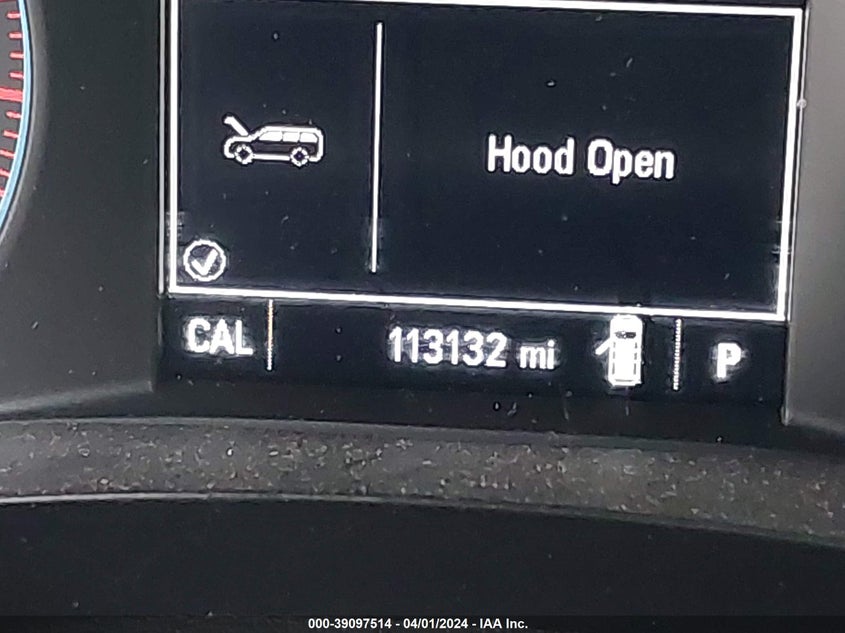 Hood Open
CAL 113132 mi P
000-39097514 - 04/01/2024 - IAA Inc.